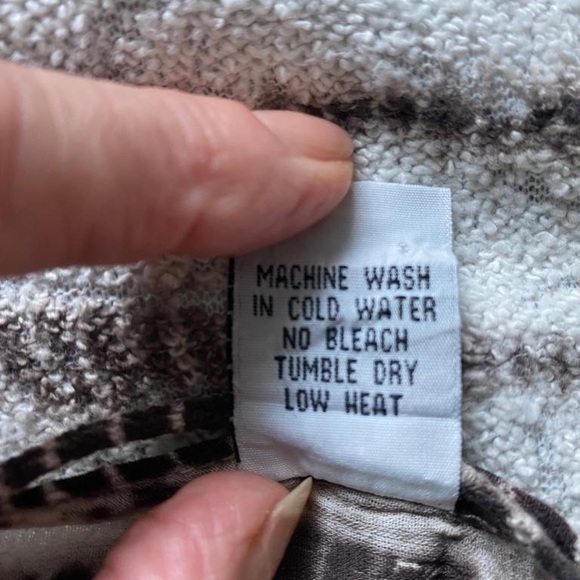 MACHINE WASH
IN COLD WATER
NO BLEACH
TUMBLE DRY
LOW HEAT